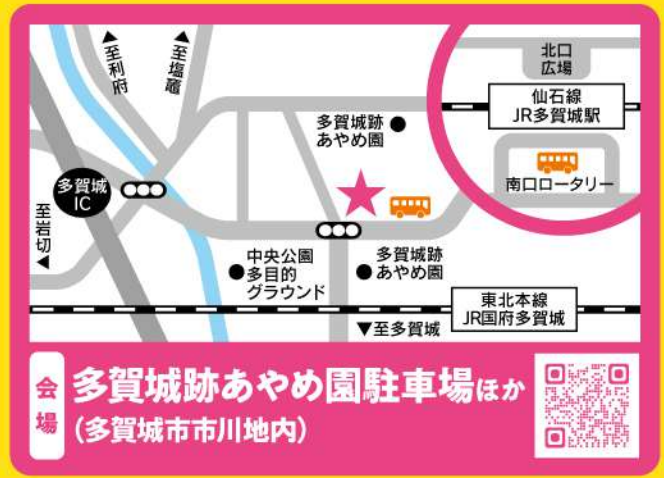 ▲至利府
▲至塩竈
北口
広場
仙石線
JR多賀城駅
南口ロータリー
多賀城跡
あやめ園
多賀城
IC
至岩切▼
中央公園
多目的
グラウンド
多賀城跡
あやめ園
東北本線
JR国府多賀城
▼至多賀城
会場
多賀城跡あやめ園駐車場ほか
(多賀城市市川地内)